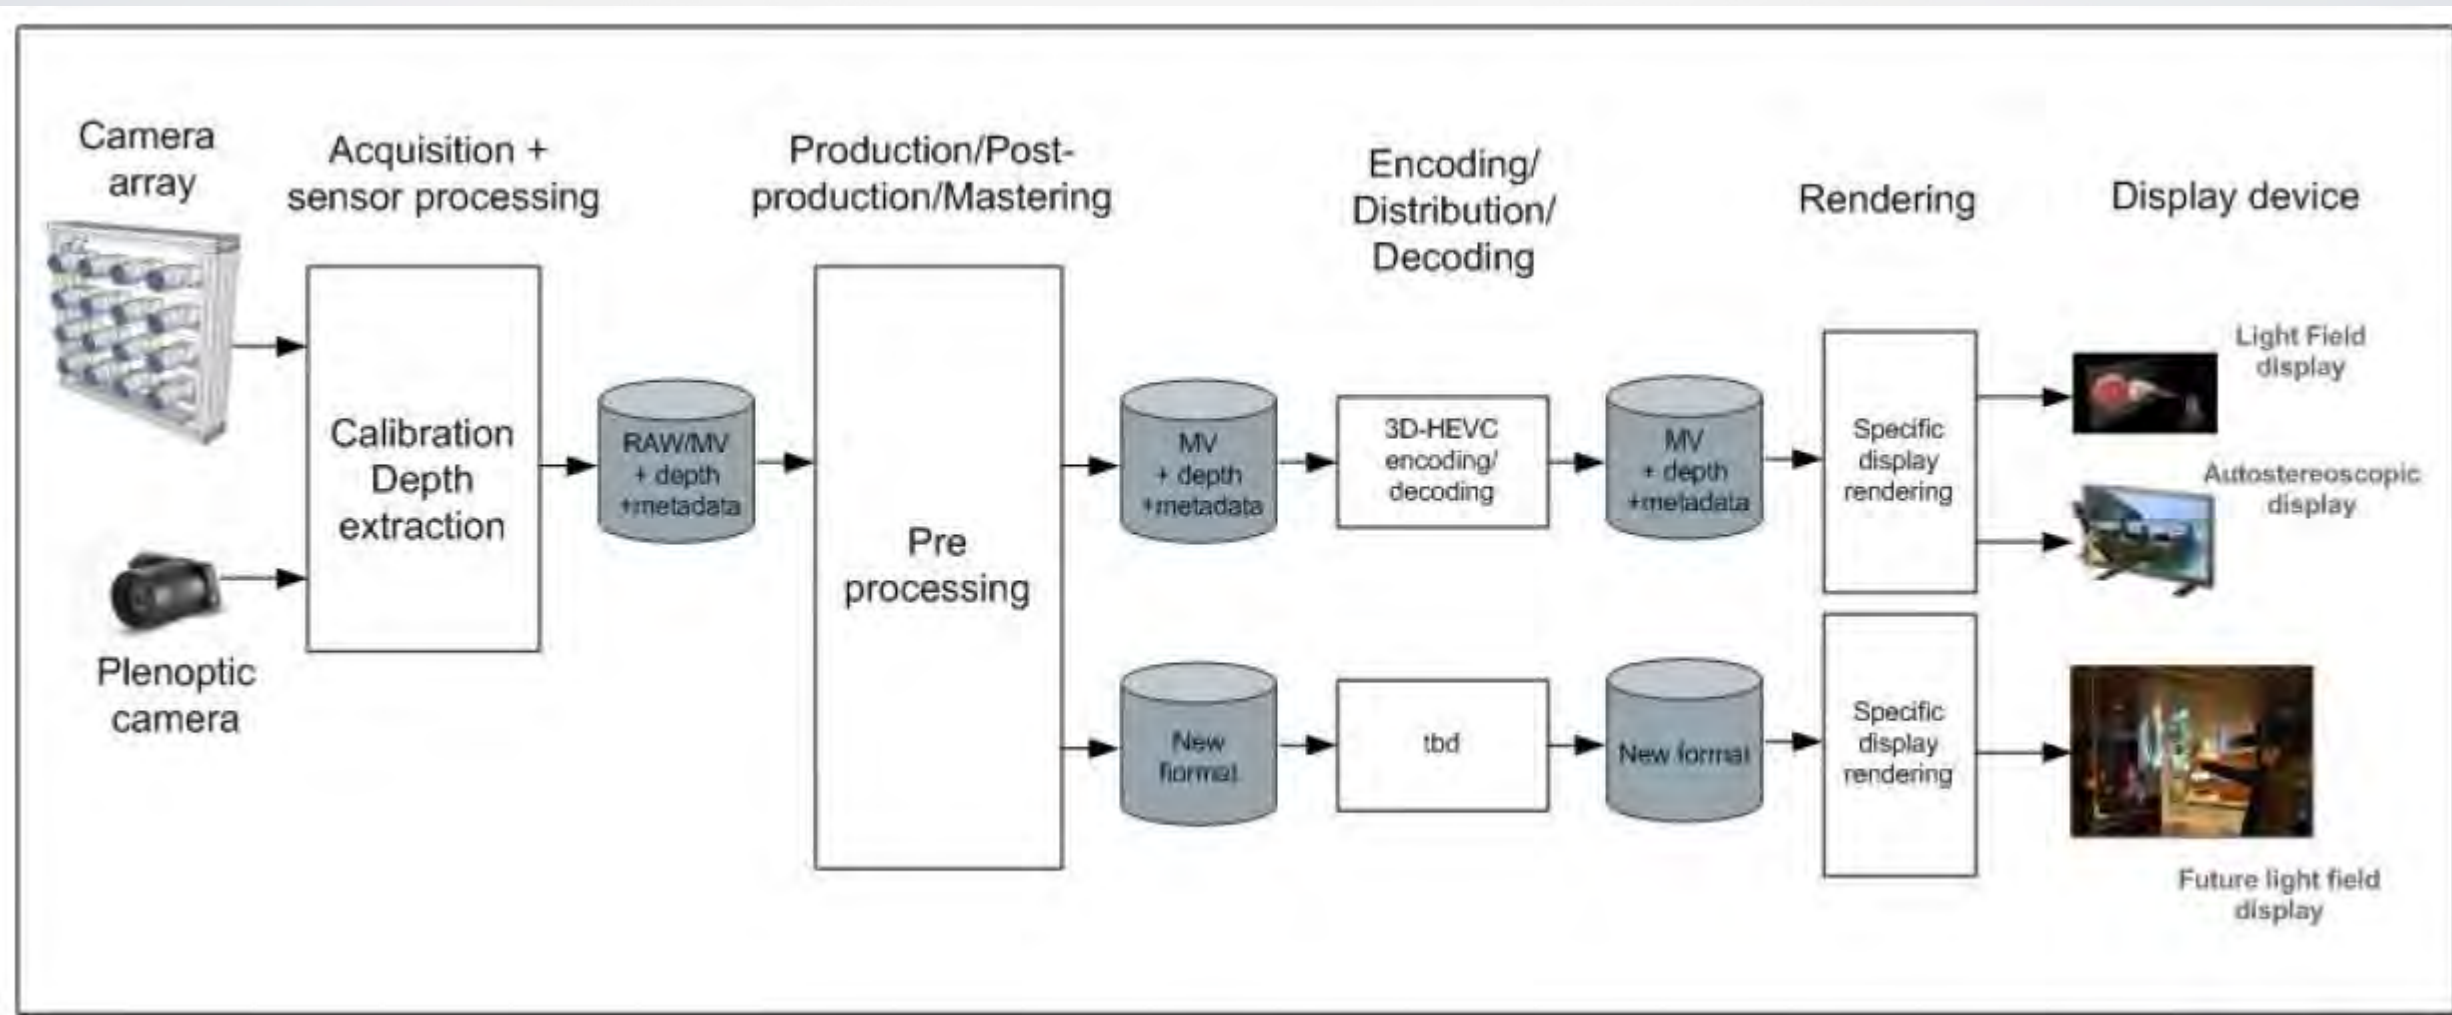 Camera
array
Acquisition +
sensor processing
Production/Post-
production/Mastering
Encoding/
Distribution/
Decoding
Rendering
Display device
Calibration
Depth
extraction
Plenoptic
camera
RAW/MV
+ depth
+metadata
Pre
processing
MV
+ depth
+metadata
3D-HEVC
encoding/
decoding
MV
+ depth
+metadata
Specific
display
rendering
Light Field
display
Autostereoscopic
display
New
format
tbd
New format
Specific
display
rendering
Future light field
display